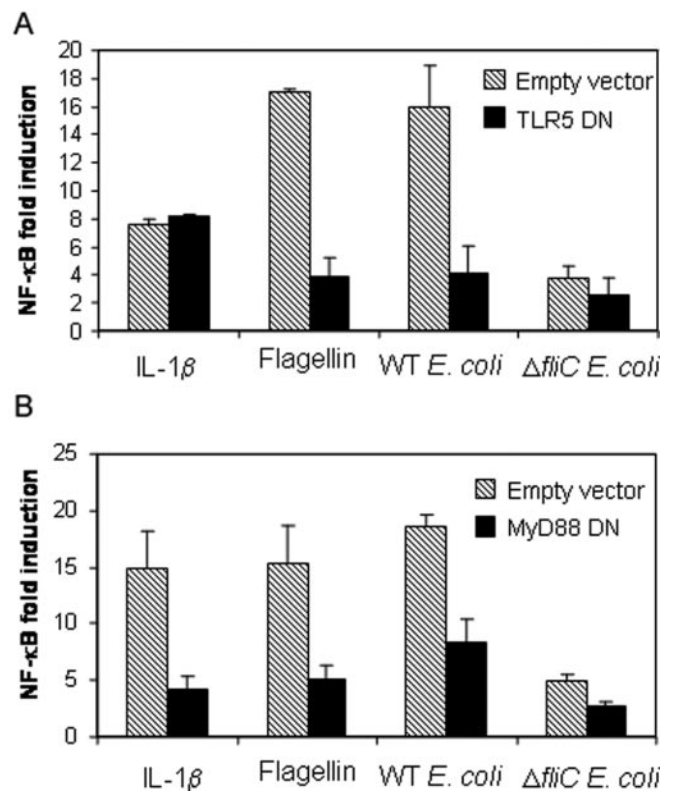 A
NF-κB fold induction
20
18
16
14
12
10
8
6
4
2
0
Empty vector
TLR5 DN
IL-1β
Flagellin
WT E. coli
ΔfliC E. coli
B
NF-κB fold induction
25
20
15
10
5
0
Empty vector
MyD88 DN
IL-1β
Flagellin
WT E. coli
ΔfliC E. coli